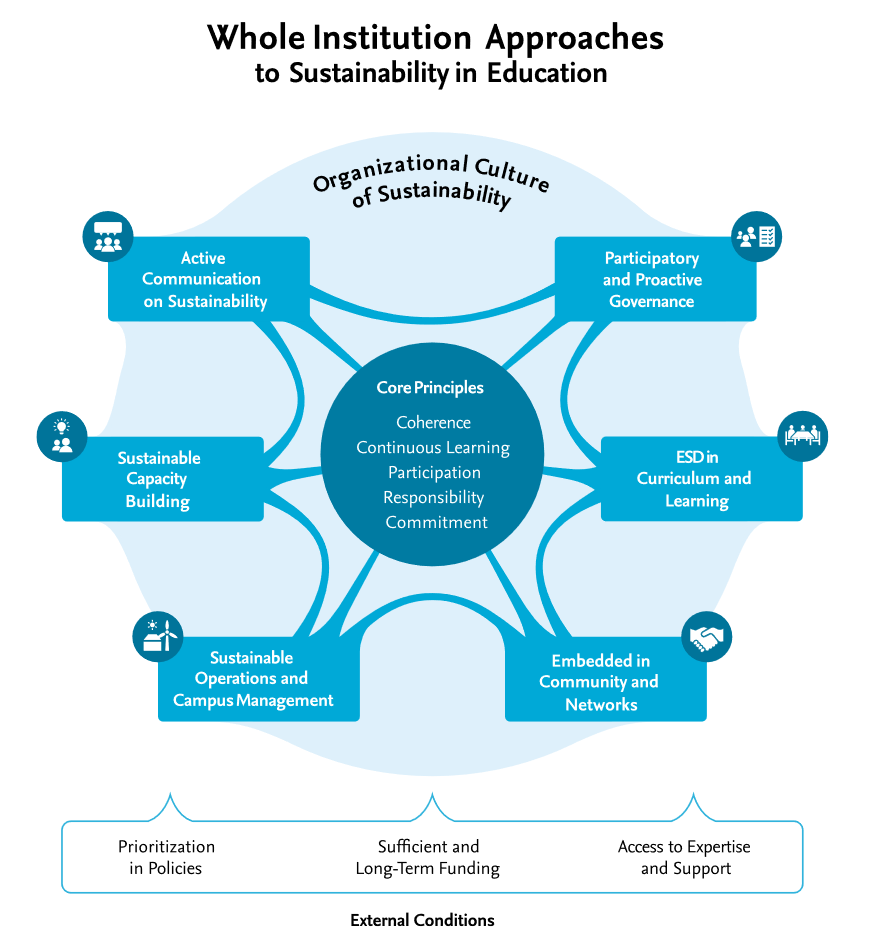 Whole Institution Approaches
to Sustainability in Education
Organizational Culture
of Sustainability
Active
Communication
on Sustainability
Participatory
and Proactive
Governance
Core Principles
Coherence
Continuous Learning
Participation
Responsibility
Commitment
Sustainable
Capacity
Building
ESD in
Curriculum and
Learning
Sustainable
Operations and
Campus Management
Embedded in
Community and
Networks
Prioritization
in Policies
Sufficient and
Long-Term Funding
Access to Expertise
and Support
External Conditions